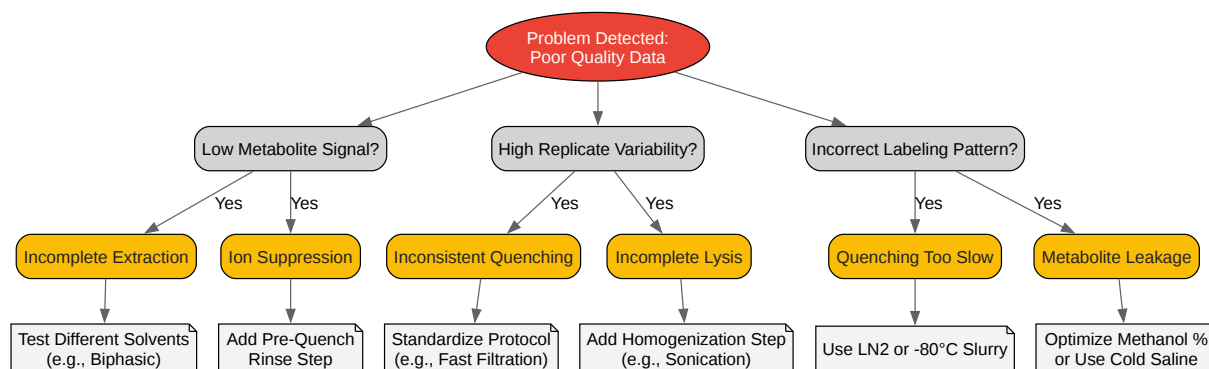 Problem Detected:
Poor Quality Data
Low Metabolite Signal?
High Replicate Variability?
Incorrect Labeling Pattern?
Yes
Yes
Yes
Yes
Yes
Yes
Incomplete Extraction
Ion Suppression
Inconsistent Quenching
Incomplete Lysis
Quenching Too Slow
Metabolite Leakage
Test Different Solvents
(e.g., Biphasic)
Add Pre-Quench
Rinse Step
Standardize Protocol
(e.g., Fast Filtration)
Add Homogenization Step
(e.g., Sonication)
Use LN2 or -80°C Slurry
Optimize Methanol %
or Use Cold Saline